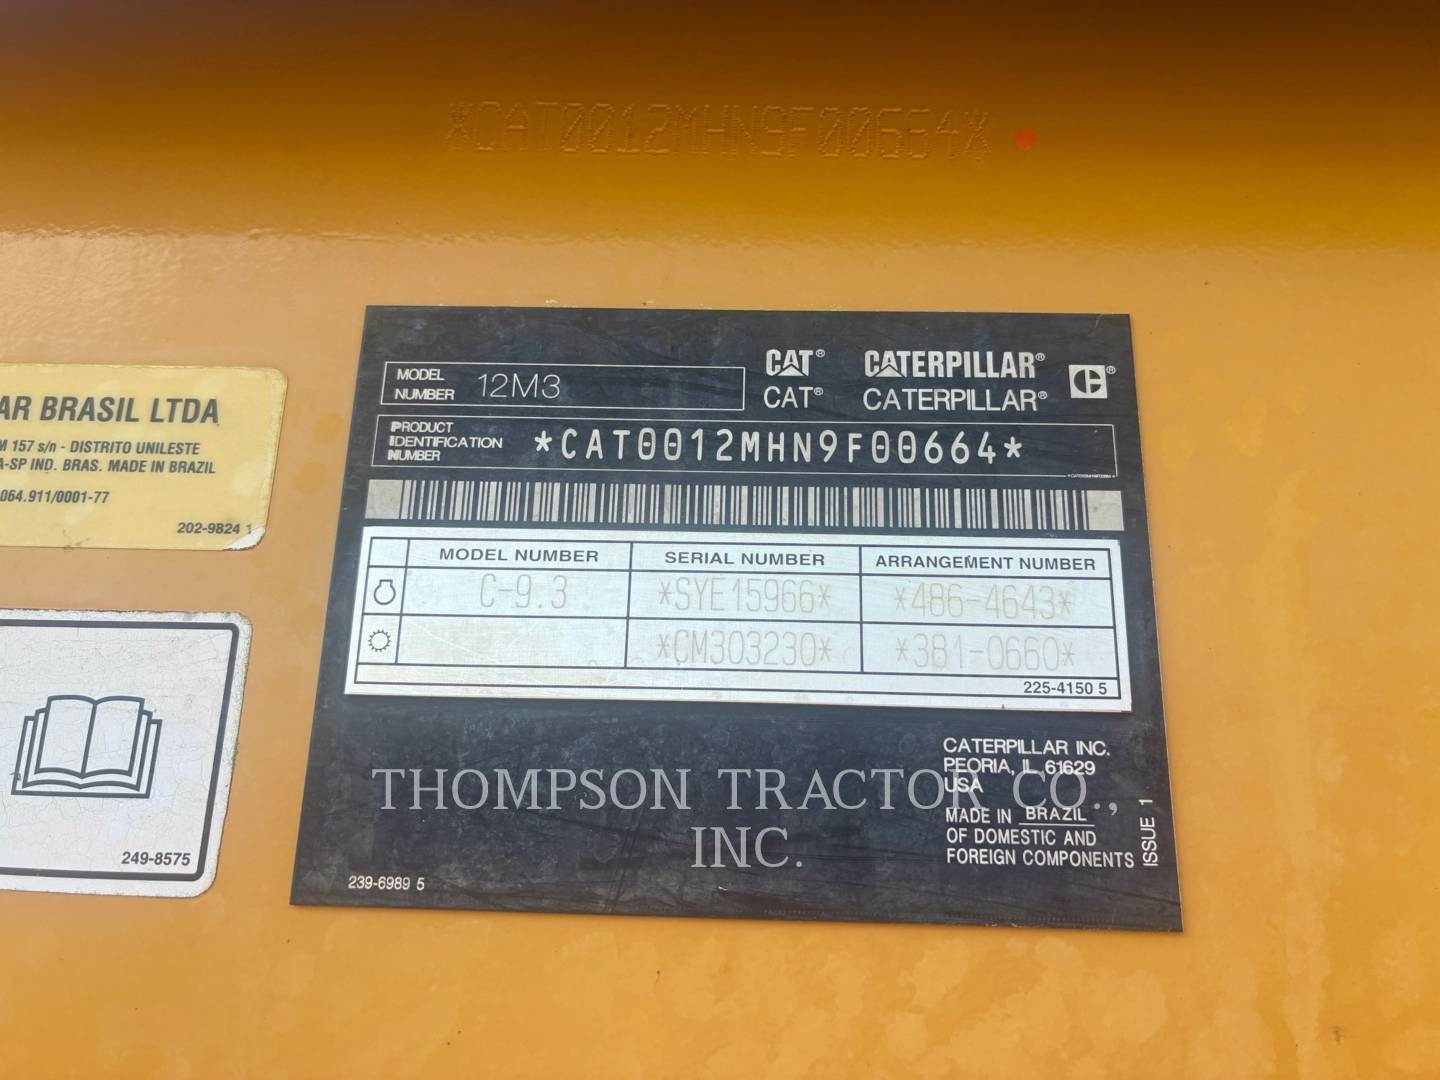 *CAT0012MHN9F00664*
AR BRASIL LTDA
M 157 s/n - DISTRITO UNILESTE
A-SP IND. BRAS. MADE IN BRAZIL
064.911/0001-77
202-9824 1
249-8575
MODEL NUMBER 12M3
CAT® CATERPILLAR®
CAT® CATERPILLAR®
PRODUCT IDENTIFICATION NUMBER *CAT0012MHN9F00664*
MODEL NUMBER SERIAL NUMBER ARRANGEMENT NUMBER
C-9.3 *SYE15966* *486-4643*
*CM303230* *381-0660*
225-4150 5
CATERPILLAR INC.
PEORIA, IL 61629
USA
MADE IN BRAZIL
OF DOMESTIC AND
FOREIGN COMPONENTS
ISSUE 1
239-6989 5
THOMPSON TRACTOR CO.,
INC.